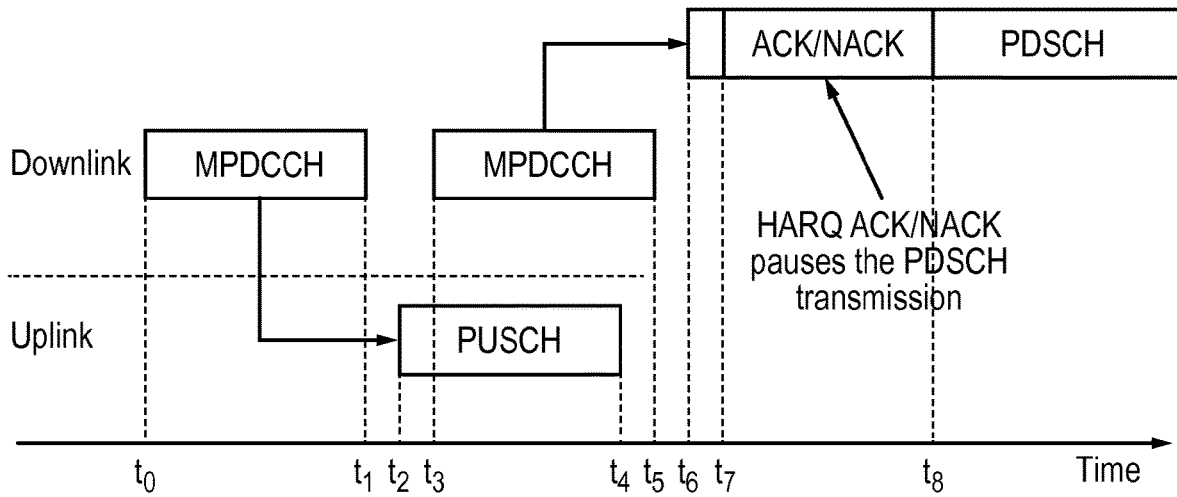 ACK/NACK PDSCH
Downlink MPDCCH MPDCCH
HARQ ACK/NACK
pauses the PDSCH
transmission
Uplink PUSCH
t0 t1 t2 t3 t4 t5 t6 t7 t8 Time